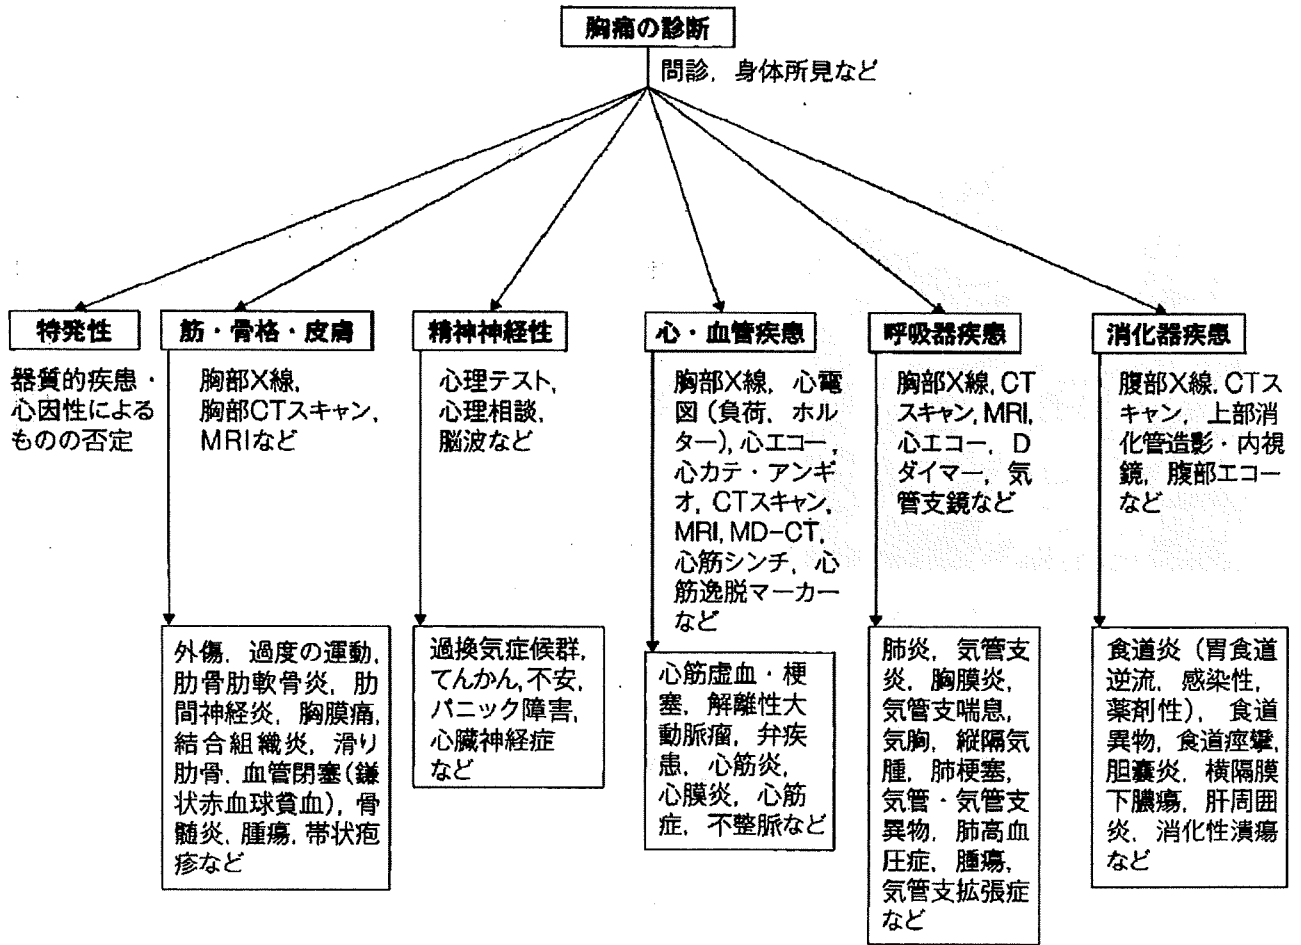 胸痛の診断
問診，身体所見など
特発性
器質的疾患・
心因性による
ものの否定
筋・骨格・皮膚
胸部X線,
胸部CTスキャン,
MRIなど
外傷，過度の運動,
肋骨肋軟骨炎，肋
間神経炎，胸膜痛,
結合組織炎，滑り
肋骨，血管閉塞(鎌
状赤血球貧血)，骨
髄炎，腫瘍，帯状疱
疹など
精神神経性
心理テスト,
心理相談,
脳波など
過換気症候群,
てんかん，不安,
パニック障害,
心臓神経症
など
心・血管疾患
胸部X線，心電
図（負荷，ホル
ター），心エコー,
心カテ・アンギ
オ，CTスキャン,
MRI，MD-CT,
心筋シンチ，心
筋逸脱マーカー
など
心筋虚血・梗
塞，解離性大
動脈瘤，弁疾
患，心筋炎,
心膜炎，心筋
症，不整脈など
呼吸器疾患
胸部X線，CT
スキャン，MRI,
心エコー，D
ダイマー，気
管支鏡など
肺炎，気管支
炎，胸膜炎,
気管支喘息,
気胸，縦隔気
腫，肺梗塞,
気管・気管支
異物，肺高血
圧症，腫瘍,
気管支拡張症
など
消化器疾患
腹部X線，CTス
キャン，上部消
化管造影・内視
鏡，腹部エコー
など
食道炎（胃食道
逆流，感染性,
薬剤性），食道
異物，食道痙攣,
胆嚢炎，横隔膜
下膿瘍，肝周囲
炎，消化性潰瘍
など